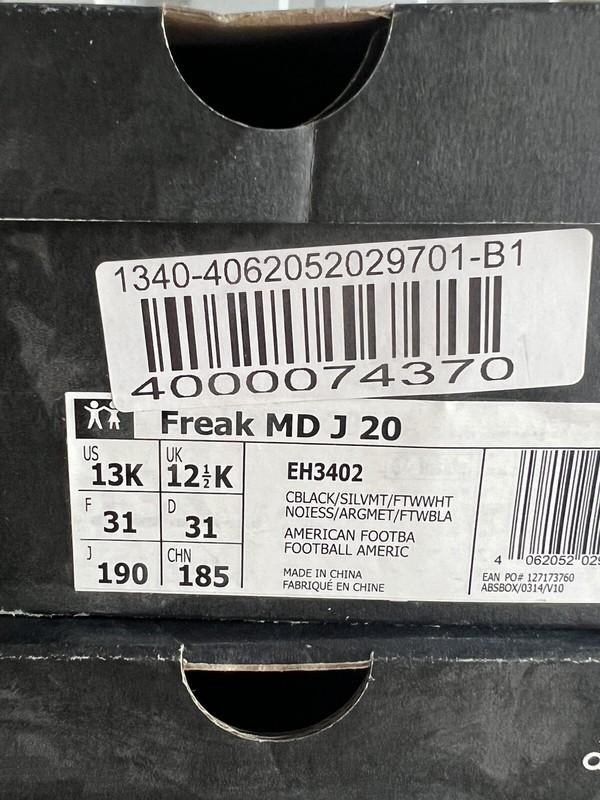 1340-4062052029701-B1
4000074370
Freak MD J 20
US 13K
UK 12½K
F 31
D 31
J 190
CHN 185
EH3402
CBLACK/SILVMT/FTWWHT
NOIESS/ARGMET/FTWBLA
AMERICAN FOOTBA
FOOTBALL AMERIC
MADE IN CHINA
FABRIQUÉ EN CHINE
4 062052 029
EAN PO# 127173760
ABSBOX/0314/V10